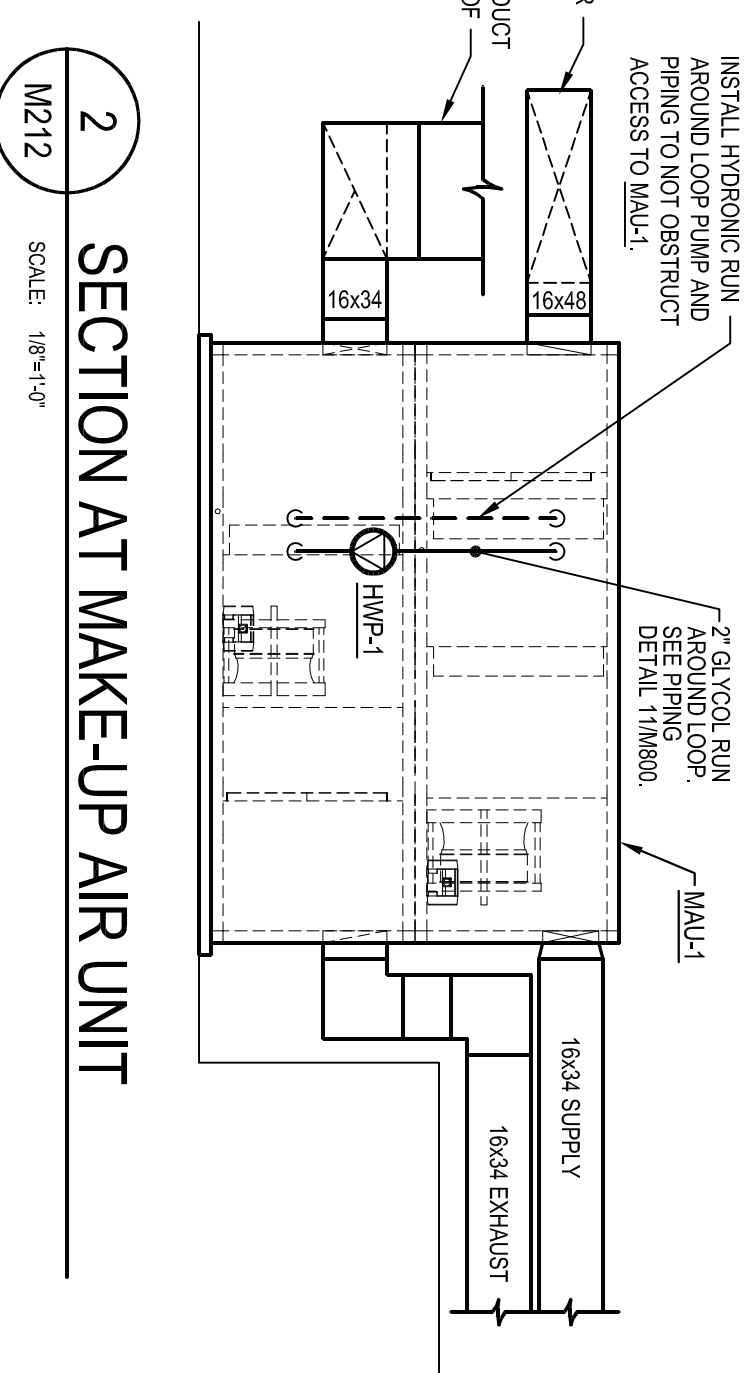 INSTALL HYDRONIC RUN
AROUND LOOP PUMP AND
PIPING TO NOT OBSTRUCT
ACCESS TO MAU-1.
2" GLYCOL RUN
AROUND LOOP.
SEE PIPING
DETAIL 11/M800.
MAU-1
R
DUCT
OF
16x48
16x34
HWP-1
16x34 SUPPLY
16x34 EXHAUST
2
M212
SECTION AT MAKE-UP AIR UNIT
SCALE: 1/8"=1'-0"